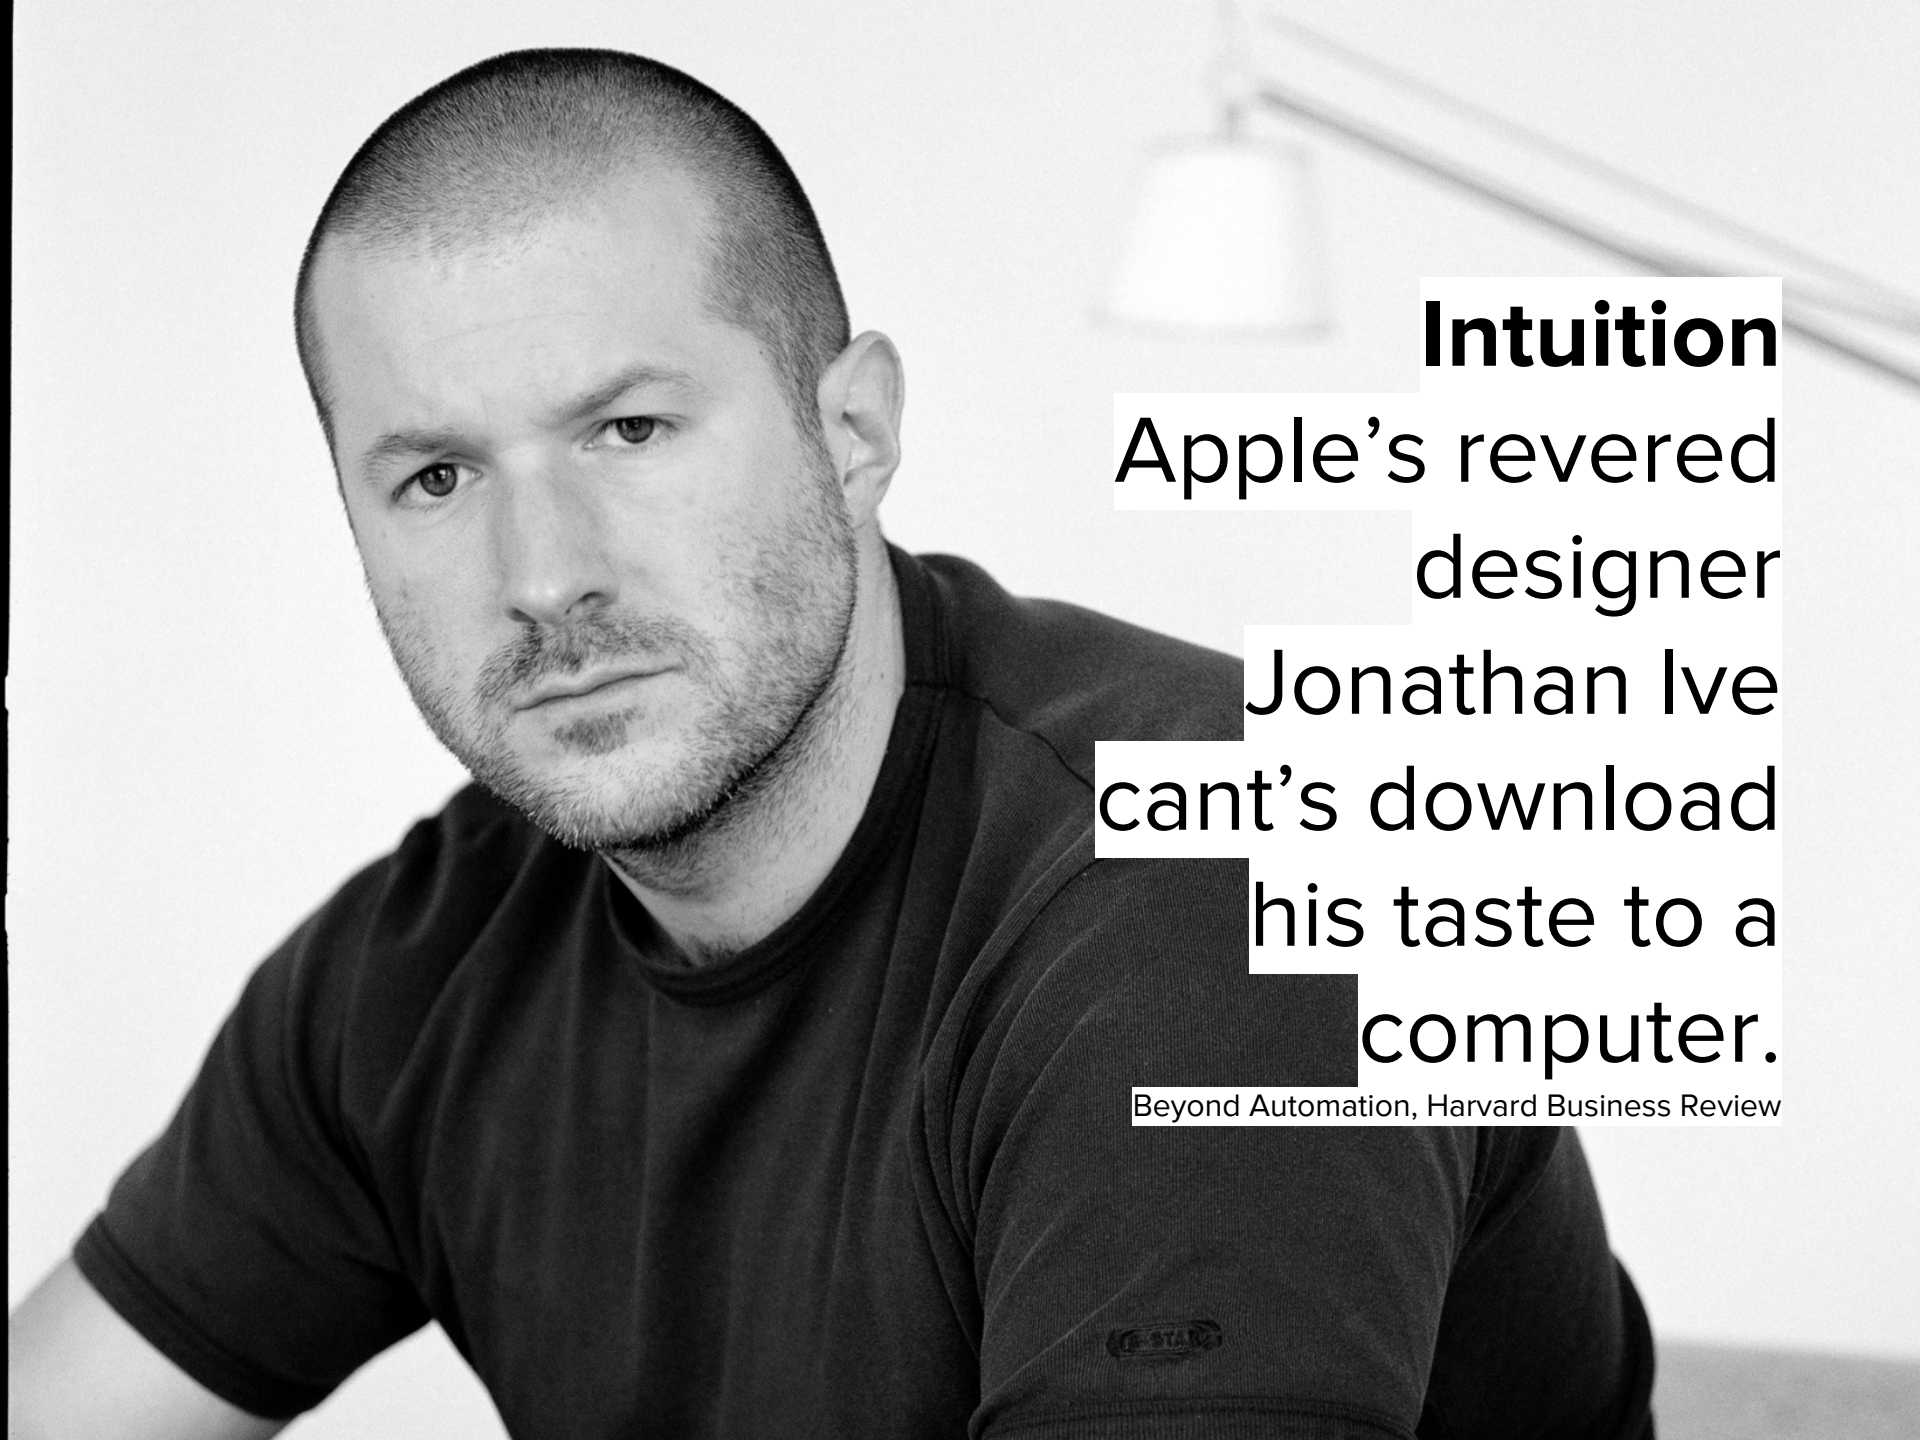 Intuition
Apple’s revered
designer
Jonathan Ive
cant’s download
his taste to a
computer.
Beyond Automation, Harvard Business Review